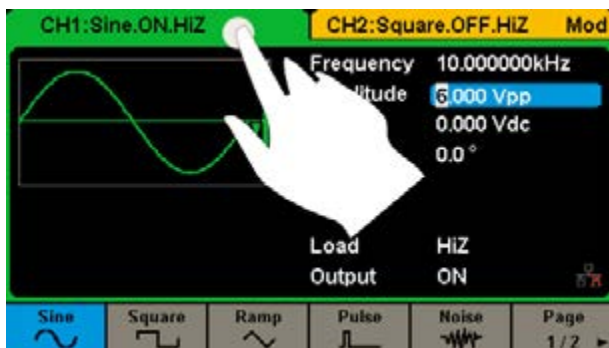 CH1:Sine.ON.HiZ
CH2:Square.OFF.HiZ Mod
Frequency 10.000000kHz
6.000 Vpp
0.000 Vdc
0.0 °
Load HiZ
Output ON
Sine Square Ramp Pulse Noise Page
1/2